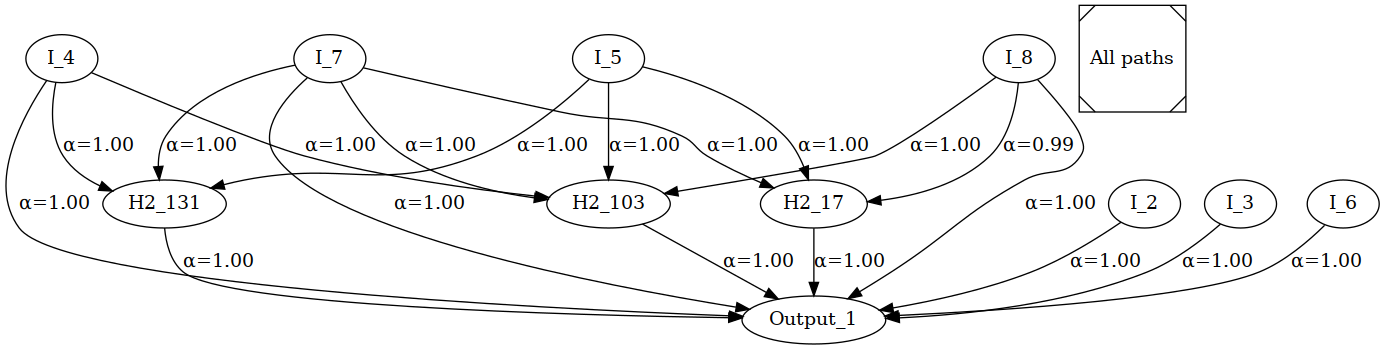 I_4 I_7 I_5 I_8 All paths
α=1.00 α=1.00 α=1.00 α=1.00 α=1.00 α=1.00 α=1.00 α=1.00 α=1.00 α=0.99
α=1.00 H2_131 α=1.00 H2_103 H2_17 α=1.00 I_2 I_3 I_6
α=1.00 α=1.00 α=1.00 α=1.00 α=1.00 α=1.00
Output_1